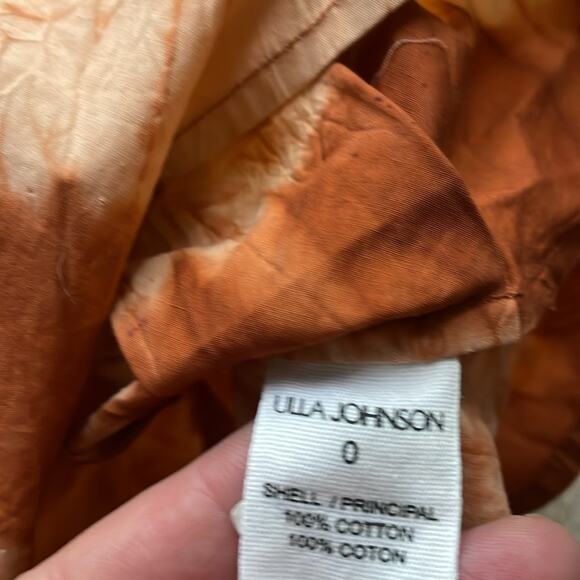 ULLA JOHNSON
0
SHELL / PRINCIPAL
100% COTTON
100% COTON